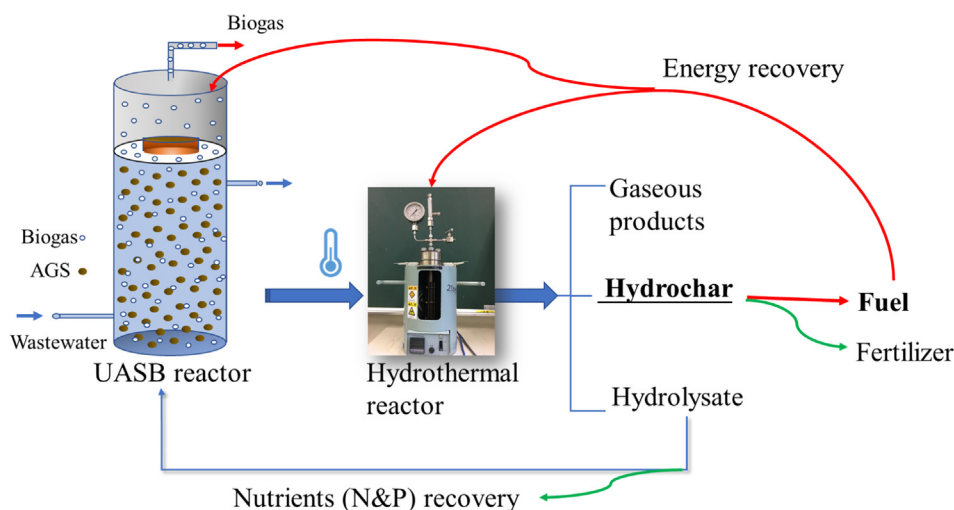 Biogas
Energy recovery
Gaseous
products
Biogas
AGS
Hydrochar
Fuel
Wastewater
Fertilizer
UASB reactor
Hydrothermal
reactor
Hydrolysate
Nutrients (N&P) recovery